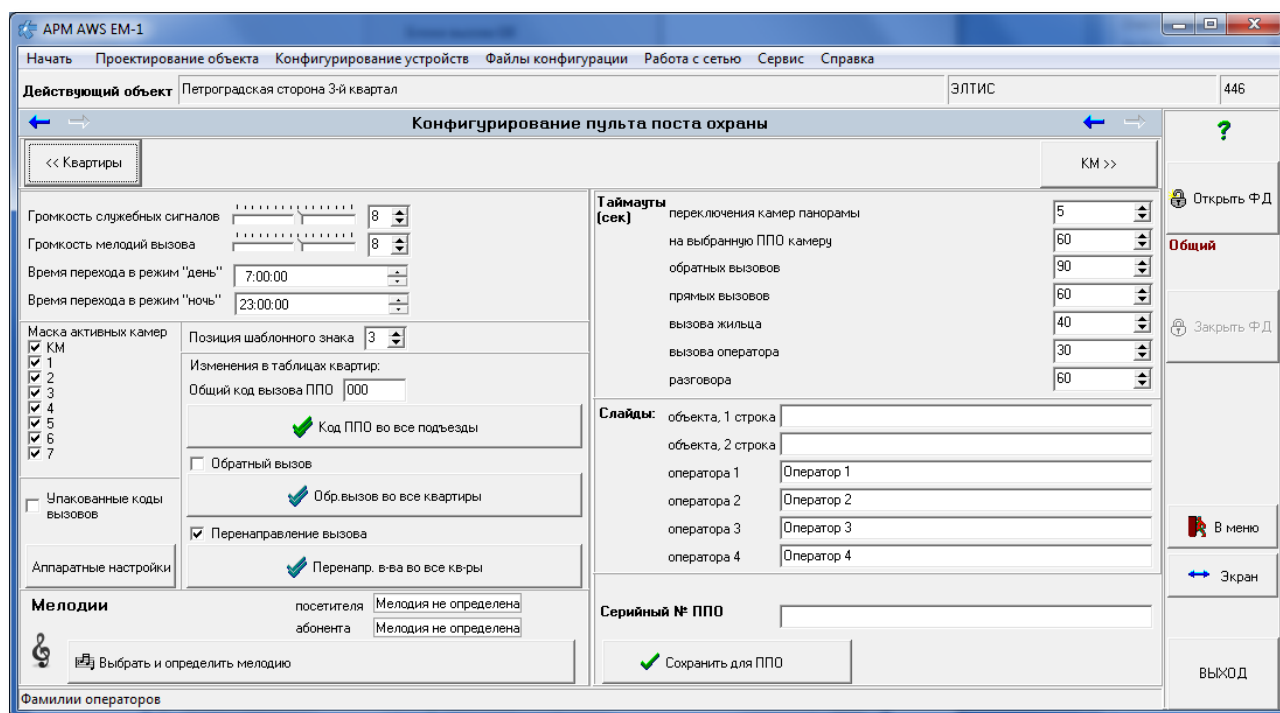 APM AWS EM-1
Начать Проектирование объекта Конфигурирование устройств Файлы конфигурации Работа с сетью Сервис Справка
Действующий объект Петроградская сторона 3-й квартал ЭЛТИС 446
Конфигурирование пульта поста охраны
?
<< Квартиры
КМ >>
Громкость служебных сигналов 8
Громкость мелодий вызова 8
Время перехода в режим "день" 7:00:00
Время перехода в режим "ночь" 23:00:00
Маска активных камер
КМ
1
2
3
4
5
6
7
Позиция шаблонного знака 3
Изменения в таблицах квартир:
Общий код вызова ППО 000
Код ППО во все подъезды
Обратный вызов
Обр.вызов во все квартиры
Упакованные коды
вызовов
Перенаправление вызова
Аппаратные настройки
Перенапр. в-ва во все кв-ры
Мелодии
посетителя Мелодия не определена
абонента Мелодия не определена
Выбрать и определить мелодию
Таймауты
(сек)
переключения камер панорамы 5
на выбранную ППО камеру 60
обратных вызовов 90
прямых вызовов 60
вызова жильца 40
вызова оператора 30
разговора 60
Слайды: объекта, 1 строка
объекта, 2 строка
оператора 1 Оператор 1
оператора 2 Оператор 2
оператора 3 Оператор 3
оператора 4 Оператор 4
Серийный № ППО
Сохранить для ППО
Открыть ФД
Общий
Закрыть ФД
В меню
Экран
ВЫХОД
Фамилии операторов